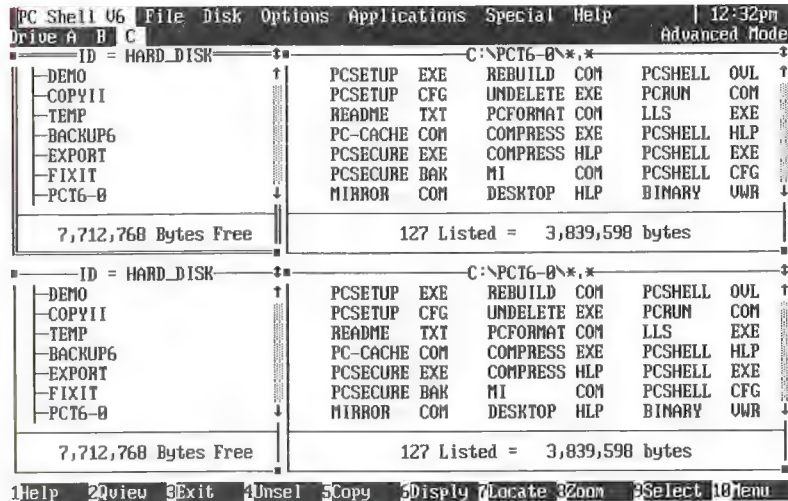 PC Shell V6 File Disk Options Applications Special Help 12:32pm
Drive A B C Advanced Mode
ID = HARD_DISK C:\PCT6-0\*.*
DEMO PCSETUP EXE REBUILD COM PCSHELL OVL
COPYII PCSETUP CFG UNDELETE EXE PCRUN COM
TEMP README TXT PCFORMAT COM LLS EXE
BACKUP6 PC-CACHE COM COMPRESS EXE PCSHELL HLP
EXPORT PCSECURE EXE COMPRESS HLP PCSHELL EXE
FIXIT PCSECURE BAK MI COM PCSHELL CFG
PCT6-0 MIRROR COM DESKTOP HLP BINARY VWR
7,712,768 Bytes Free 127 Listed = 3,839,598 bytes
ID = HARD_DISK C:\PCT6-0\*.*
DEMO PCSETUP EXE REBUILD COM PCSHELL OVL
COPYII PCSETUP CFG UNDELETE EXE PCRUN COM
TEMP README TXT PCFORMAT COM LLS EXE
BACKUP6 PC-CACHE COM COMPRESS EXE PCSHELL HLP
EXPORT PCSECURE EXE COMPRESS HLP PCSHELL EXE
FIXIT PCSECURE BAK MI COM PCSHELL CFG
PCT6-0 MIRROR COM DESKTOP HLP BINARY VWR
7,712,768 Bytes Free 127 Listed = 3,839,598 bytes
1Help 2Qview 3Exit 4Unsel 5Copy 6Disply 7Locate 8Zoom 9Select 10Menu